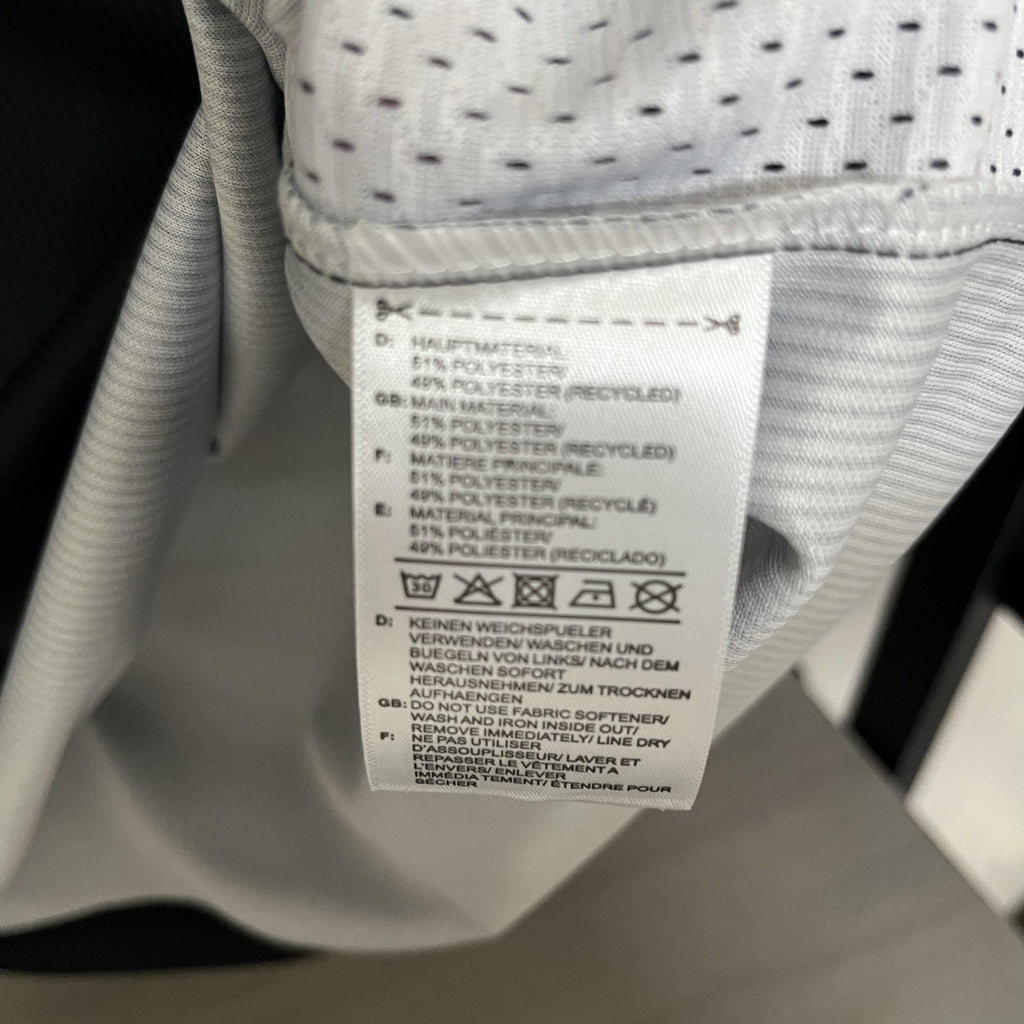 D: HAUPTMATERIAL
51% POLYESTER/
49% POLYESTER (RECYCLED)
GB: MAIN MATERIAL:
51% POLYESTER/
49% POLYESTER (RECYCLED)
F: MATIERE PRINCIPALE:
51% POLYESTER/
49% POLYESTER (RECYCLÉ)
E: MATERIAL PRINCIPAL:
51% POLIÉSTER/
49% POLIÉSTER (RECICLADO)
30
D: KEINEN WEICHSPUELER
VERWENDEN/ WASCHEN UND
BUEGELN VON LINKS/ NACH DEM
WASCHEN SOFORT
HERAUSNEHMEN/ ZUM TROCKNEN
AUFHAENGEN
GB: DO NOT USE FABRIC SOFTENER/
WASH AND IRON INSIDE OUT/
REMOVE IMMEDIATELY/ LINE DRY
F: NE PAS UTILISER
D'ASSOUPLISSEUR/ LAVER ET
REPASSER LE VÊTEMENT A
L'ENVERS/ ENLEVER
IMMÉDIATEMENT/ ÉTENDRE POUR
SÉCHER